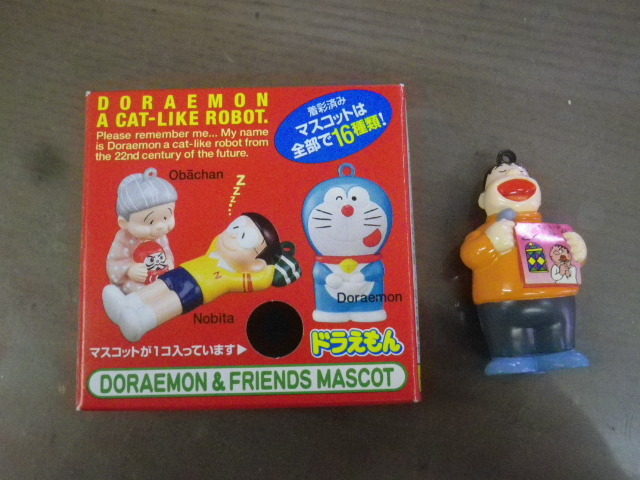 DORAEMON
A CAT-LIKE ROBOT.
Please remember me... My name
is Doraemon a cat-like robot from
the 22nd century of the future.
着彩済み
マスコットは
全部で16種類!
Obāchan
ZZZ...
Z
Nobita
Doraemon
マスコットが1コ入っています▶
ドラえもん
DORAEMON & FRIENDS MASCOT